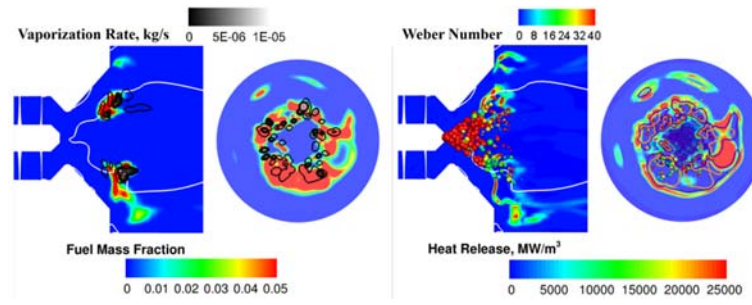 Vaporization Rate, kg/s
0 5E-06 1E-05
Weber Number
0 8 16 24 32 40
Fuel Mass Fraction
0 0.01 0.02 0.03 0.04 0.05
Heat Release, MW/m³
0 5000 10000 15000 20000 25000